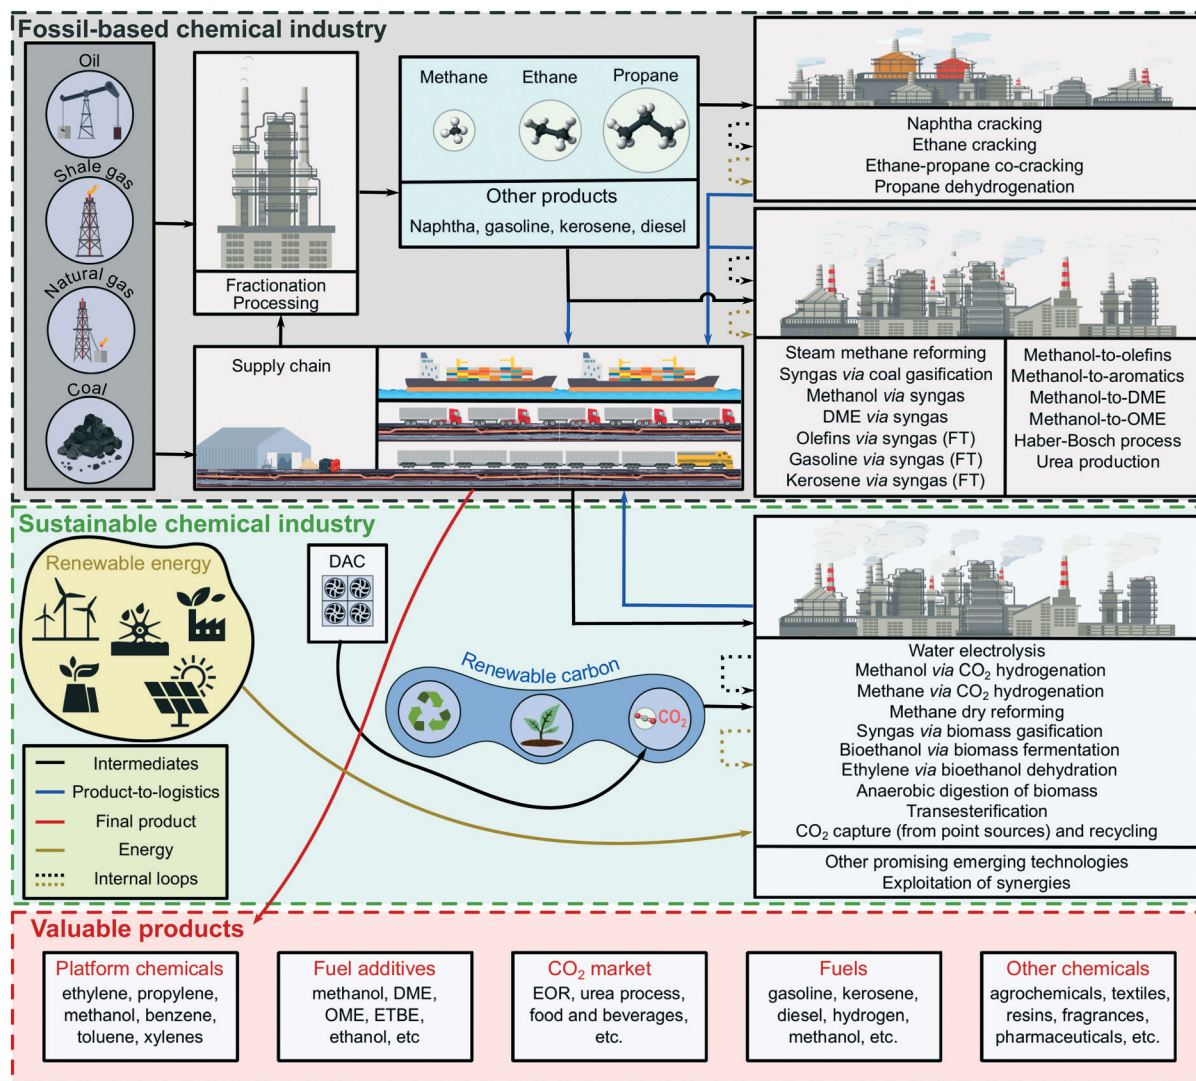 Fossil-based chemical industry
Oil
Shale gas
Natural gas
Coal
Fractionation
Processing
Supply chain
Methane
Ethane
Propane
Other products
Naphtha, gasoline, kerosene, diesel
Naphtha cracking
Ethane cracking
Ethane-propane co-cracking
Propane dehydrogenation
Steam methane reforming
Syngas via coal gasification
Methanol via syngas
DME via syngas
Olefins via syngas (FT)
Gasoline via syngas (FT)
Kerosene via syngas (FT)
Methanol-to-olefins
Methanol-to-aromatics
Methanol-to-DME
Methanol-to-OME
Haber-Bosch process
Urea production
Sustainable chemical industry
Renewable energy
DAC
Renewable carbon
CO₂
Water electrolysis
Methanol via CO₂ hydrogenation
Methane via CO₂ hydrogenation
Methane dry reforming
Syngas via biomass gasification
Bioethanol via biomass fermentation
Ethylene via bioethanol dehydration
Anaerobic digestion of biomass
Transesterification
CO₂ capture (from point sources) and recycling
Other promising emerging technologies
Exploitation of synergies
Intermediates
Product-to-logistics
Final product
Energy
Internal loops
Valuable products
Platform chemicals
ethylene, propylene,
methanol, benzene,
toluene, xylenes
Fuel additives
methanol, DME,
OME, ETBE,
ethanol, etc
CO₂ market
EOR, urea process,
food and beverages,
etc.
Fuels
gasoline, kerosene,
diesel, hydrogen,
methanol, etc.
Other chemicals
agrochemicals, textiles,
resins, fragrances,
pharmaceuticals, etc.